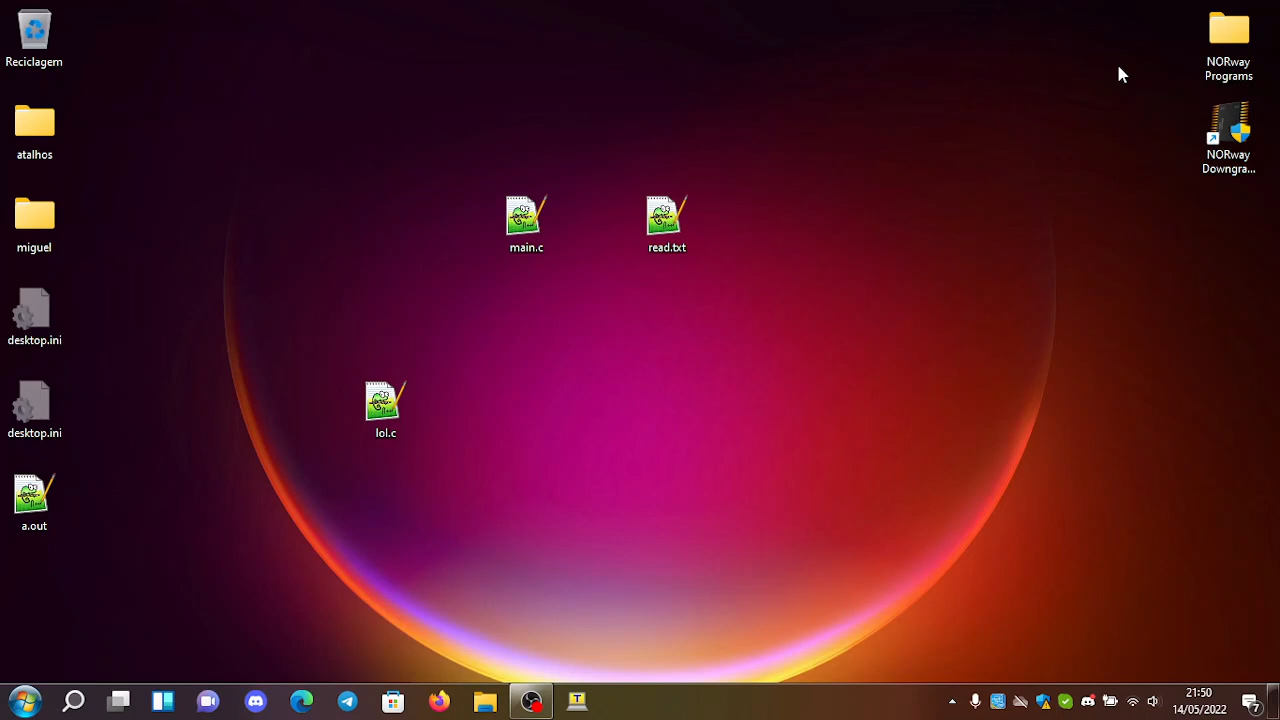 Reciclagem
atalhos
miguel
desktop.ini
desktop.ini
a.out
main.c
read.txt
lol.c
NORway
Programs
NORway
Downgra...
21:50
14/05/2022
7